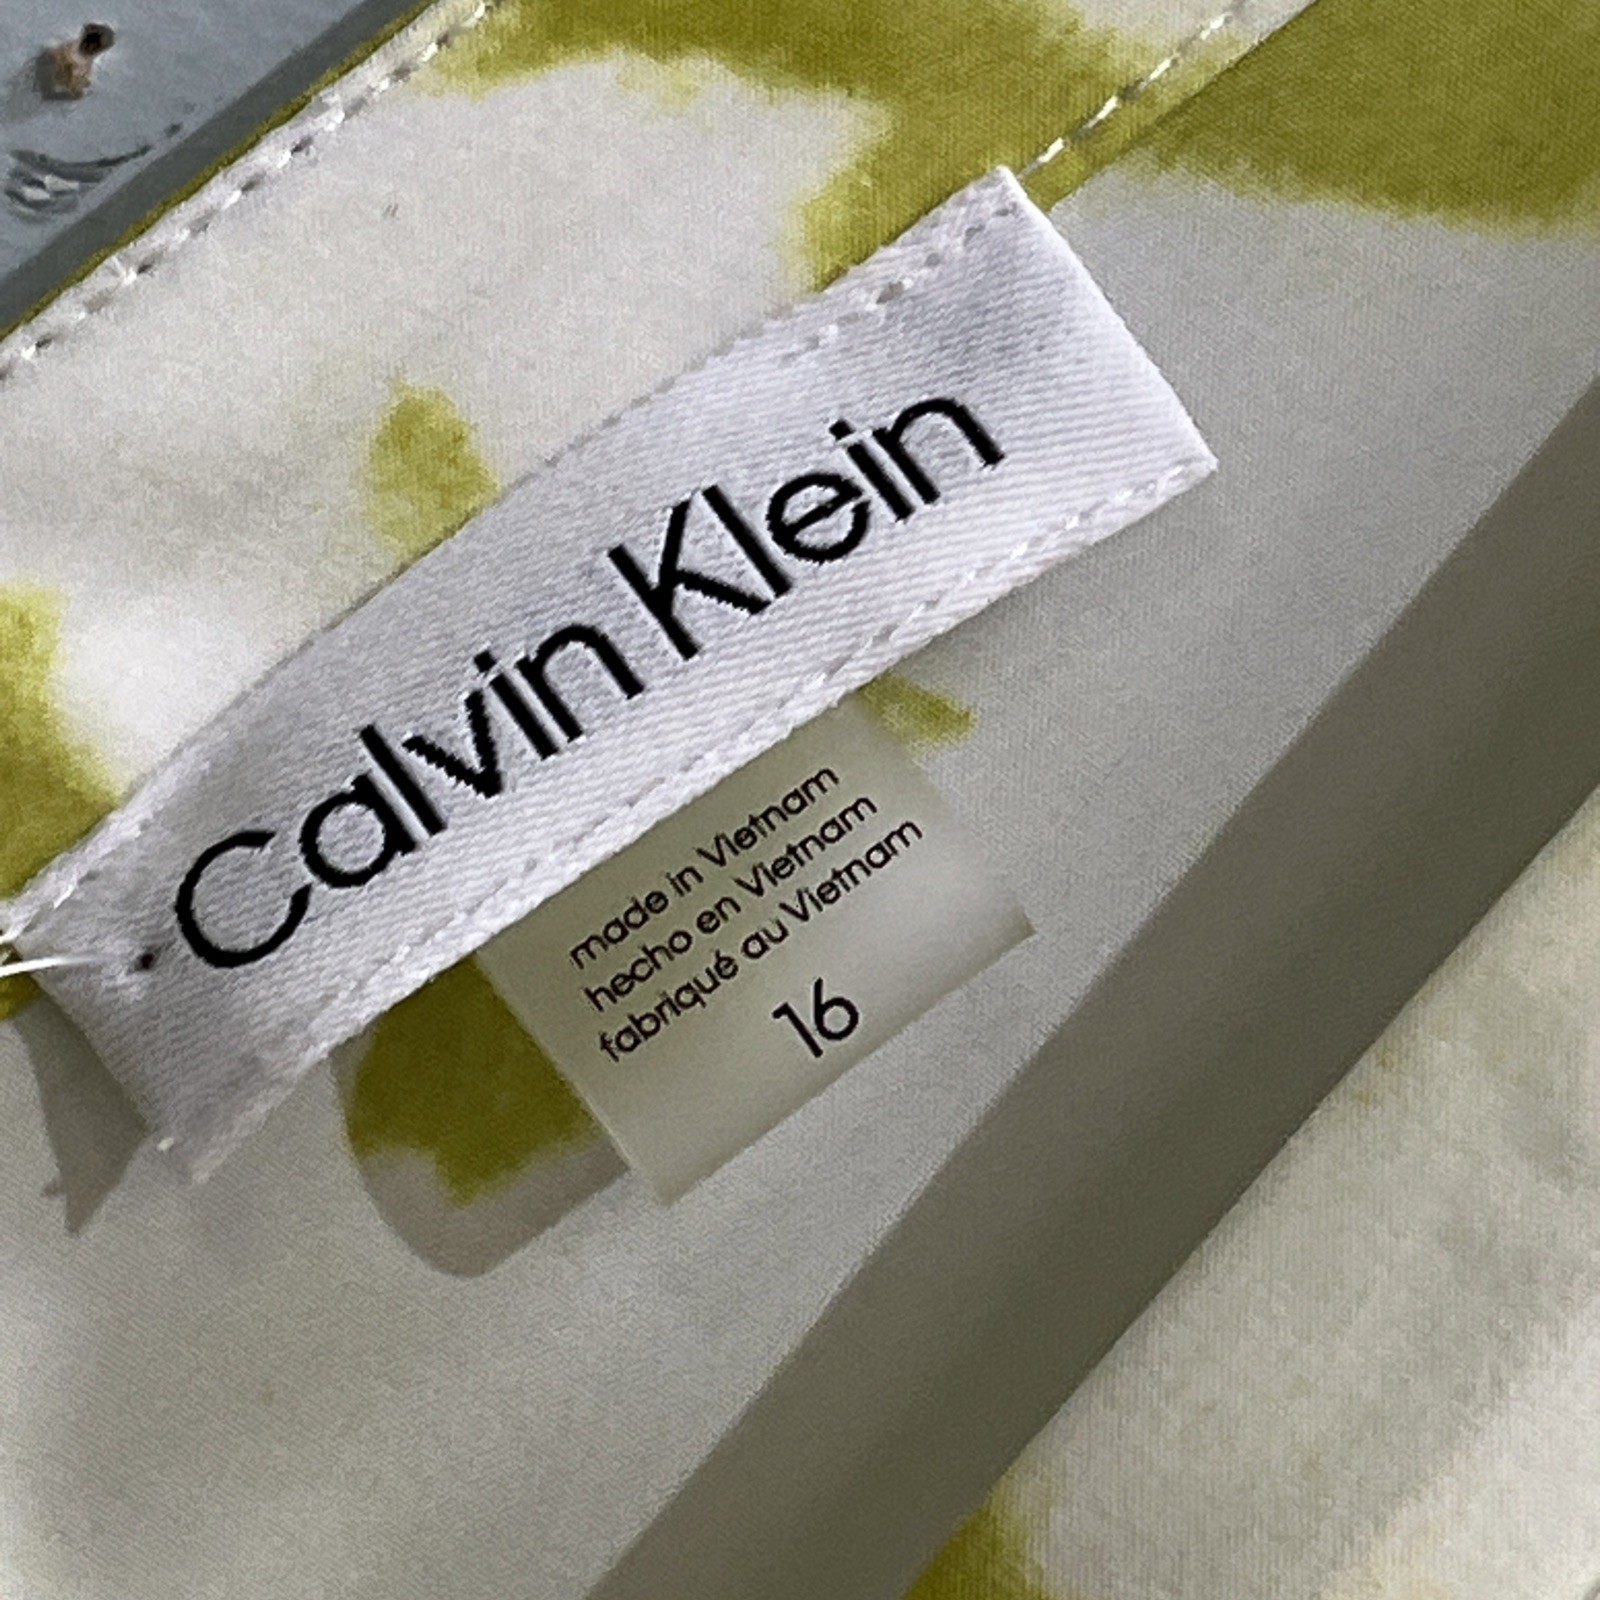 Calvin Klein
made in Vietnam
hecho en Vietnam
fabriqué au Vietnam
16